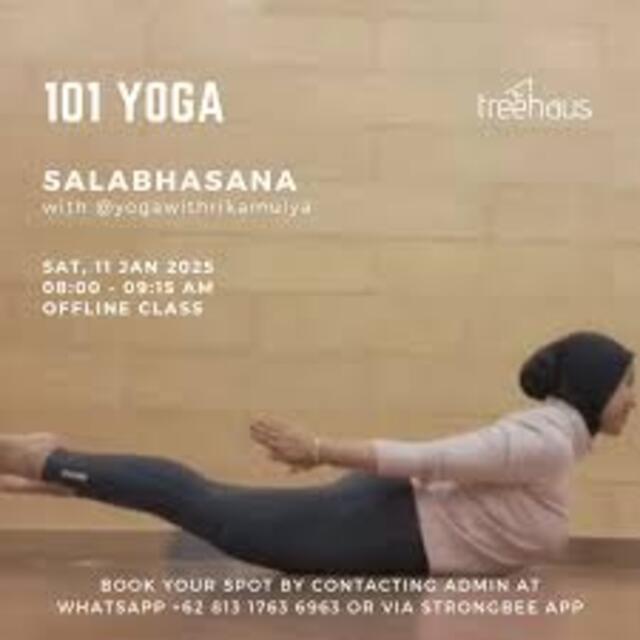 101 YOGA
treehaus
SALABHASANA
with @yogawithrikamulya
SAT, 11 JAN 2025
08:00 - 09:15 AM
OFFLINE CLASS
BOOK YOUR SPOT BY CONTACTING ADMIN AT
WHATSAPP +62 813 1763 6963 OR VIA STRONGBEE APP